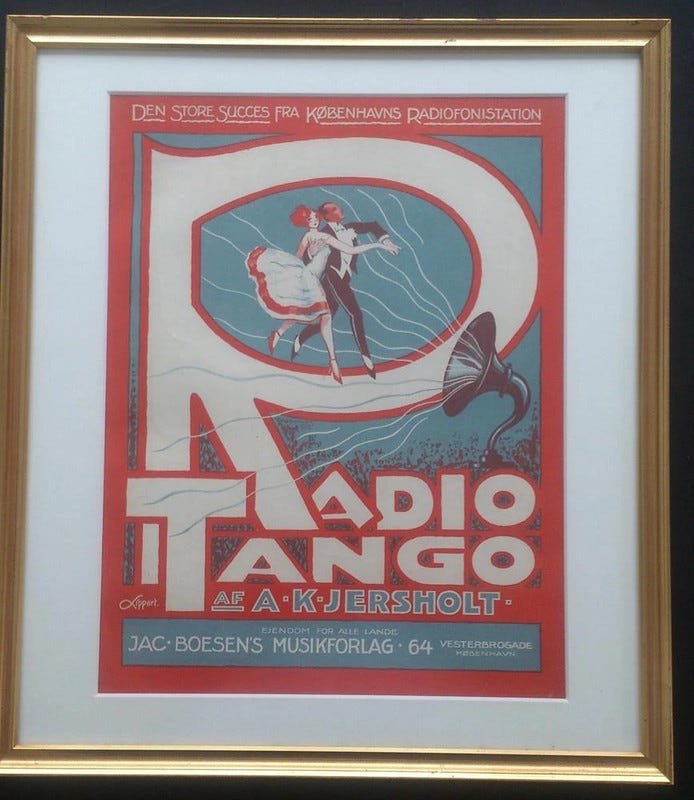 DEN STORE SUCCES FRA KØBENHAVNS RADIOFONISTATION
RADIO
TANGO
AF A·K·JERSHOLT·
Lippert.
EJENDOM FOR ALLE LANDE
JAC· BOESEN'S MUSIKFORLAG · 64 VESTERBROGADE
KØBENHAVN